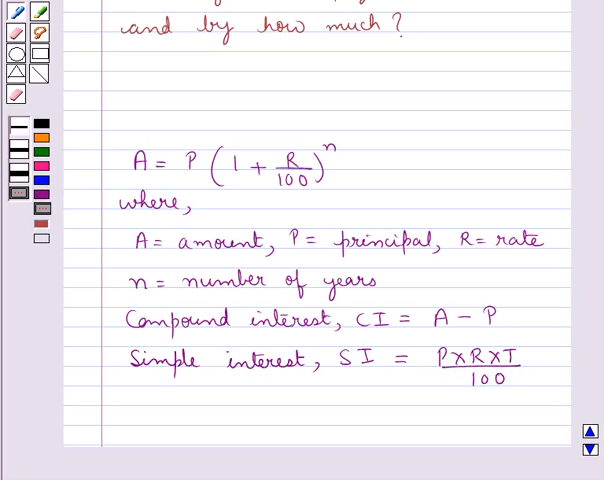 and by how much?
A = P (1 + R/100)^n
where,
A = amount, P = principal, R = rate
n = number of years
Compound interest, CI = A - P
Simple interest, SI = P×R×T/100